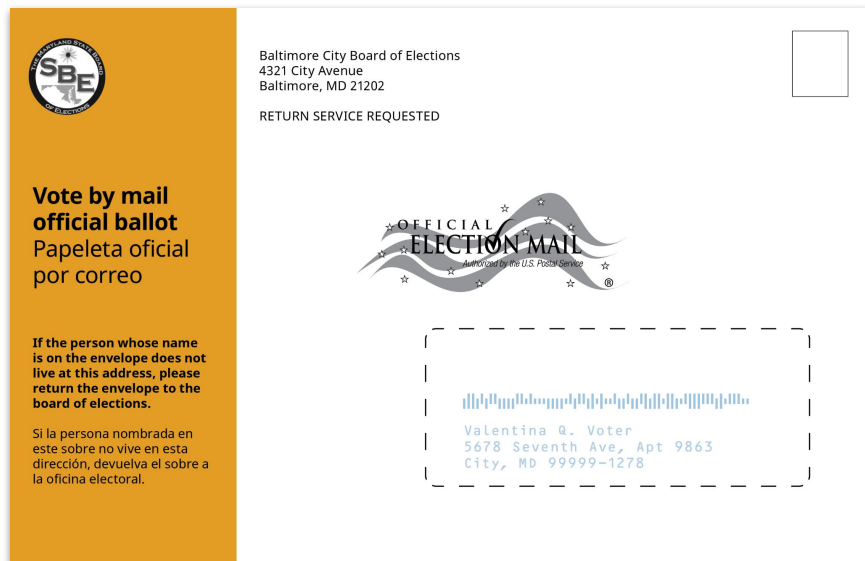 THE MARYLAND STATE BOARD
SBE
OF ELECTIONS
Vote by mail
official ballot
Papeleta oficial
por correo
If the person whose name
is on the envelope does not
live at this address, please
return the envelope to the
board of elections.
Si la persona nombrada en
este sobre no vive en esta
dirección, devuelva el sobre a
la oficina electoral.
Baltimore City Board of Elections
4321 City Avenue
Baltimore, MD 21202
RETURN SERVICE REQUESTED
OFFICIAL
ELECTION MAIL
Authorized by the U.S. Postal Service
®
Valentina Q. Voter
5678 Seventh Ave, Apt 9863
City, MD 99999-1278